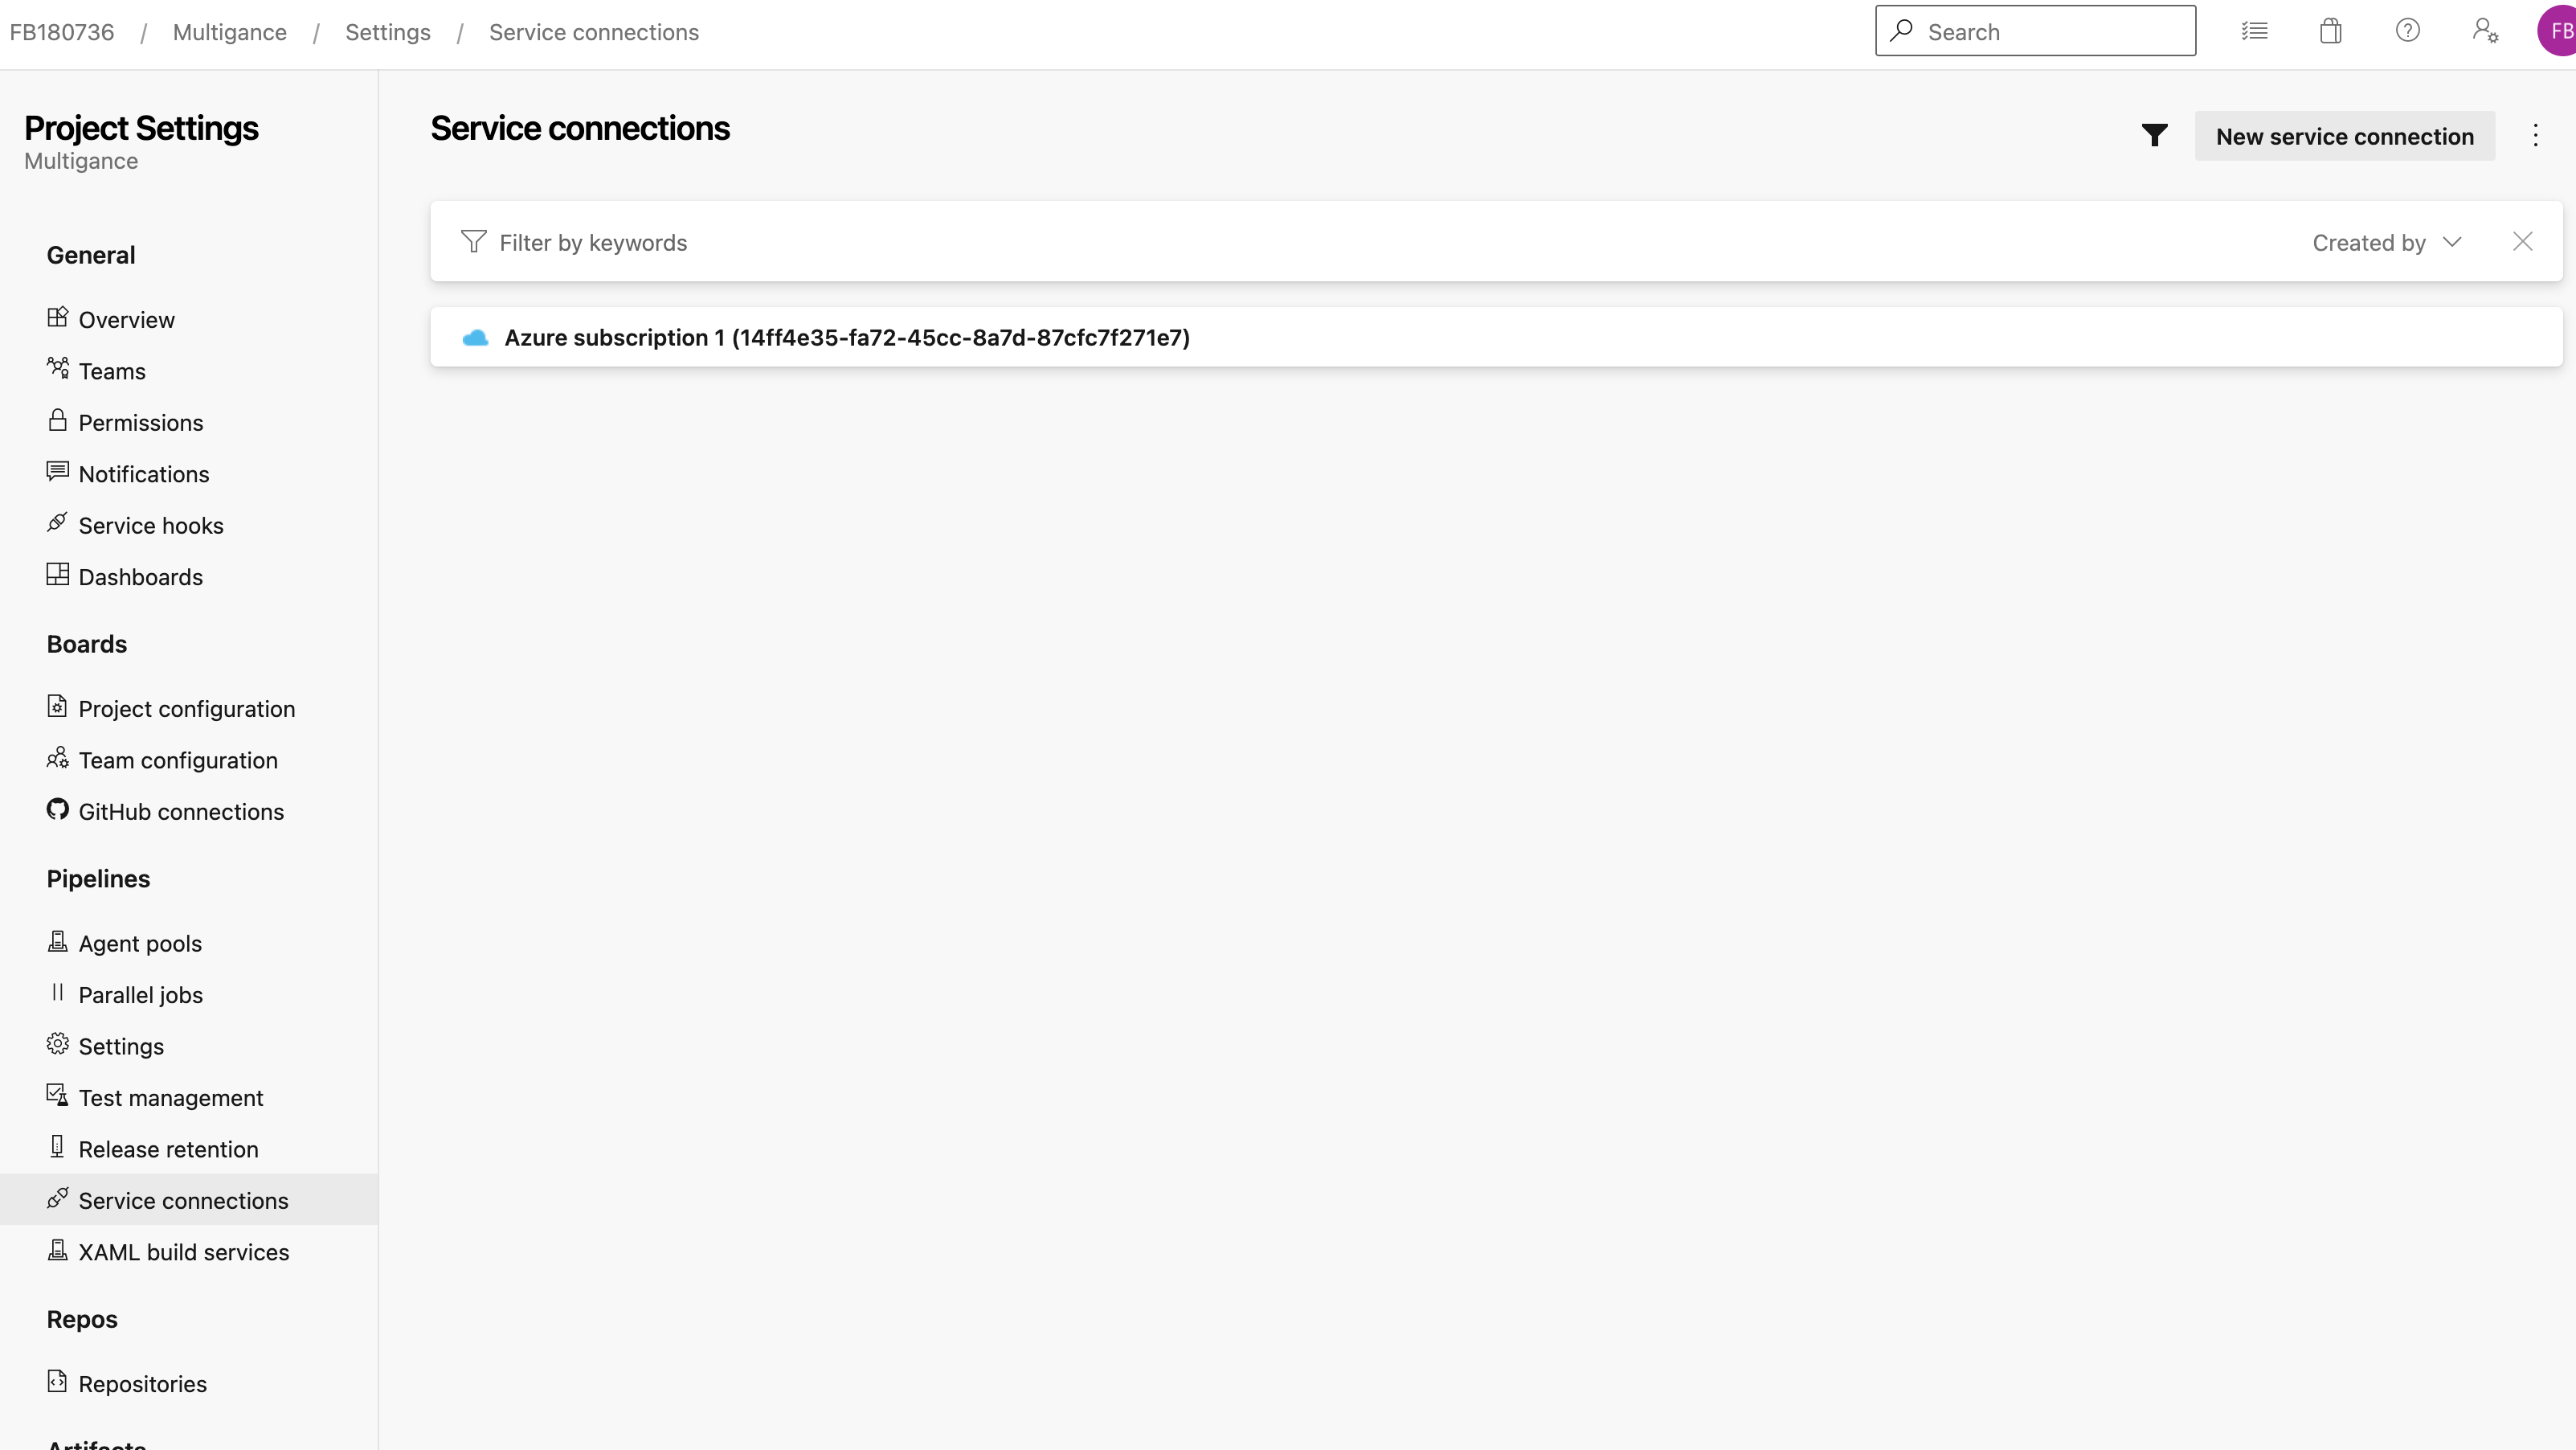 FB180736 / Multigance / Settings / Service connections
Search
FB
Project Settings
Multigance
General
Overview
Teams
Permissions
Notifications
Service hooks
Dashboards
Boards
Project configuration
Team configuration
GitHub connections
Pipelines
Agent pools
Parallel jobs
Settings
Test management
Release retention
Service connections
XAML build services
Repos
Repositories
Artifacts
Service connections
New service connection
Filter by keywords
Created by
Azure subscription 1 (14ff4e35-fa72-45cc-8a7d-87cfc7f271e7)